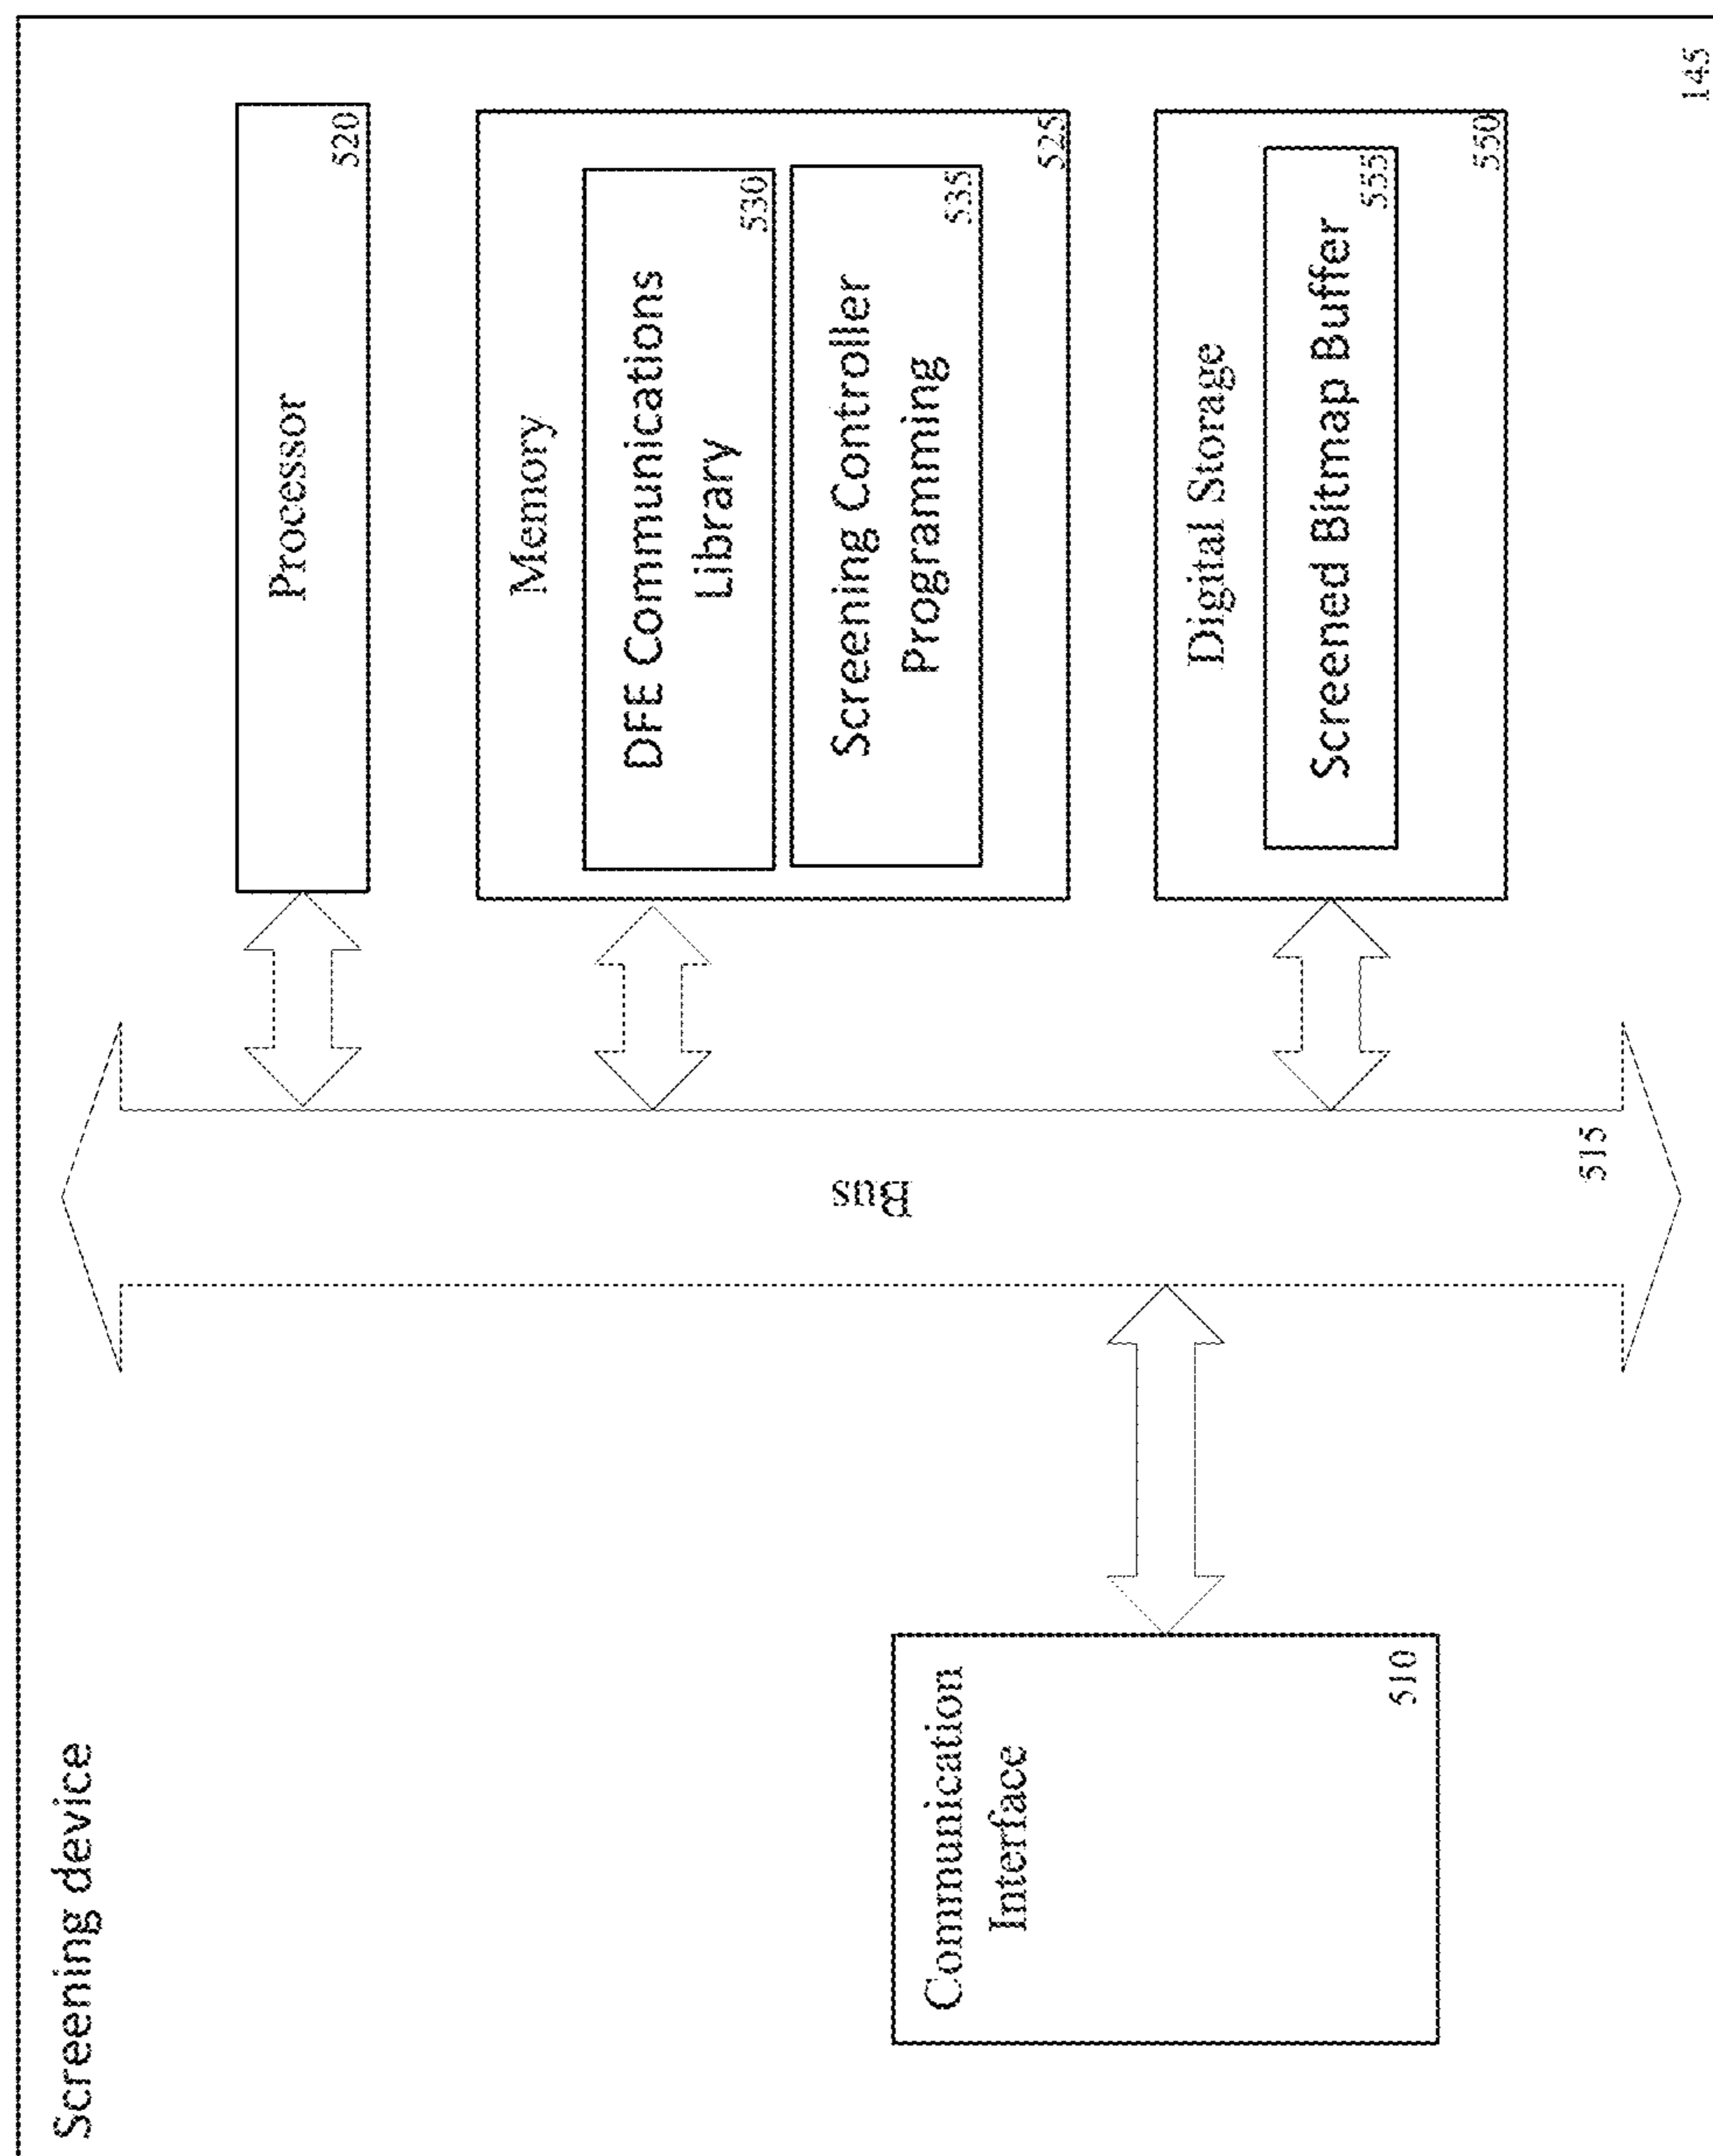 Screening device
Processor
520
Memory
DFE Communications
Library
530
Screening Controller
Programming
535
525
Digital Storage
Screened Bitmap Buffer
555
550
Bus
515
Communication
Interface
510
145